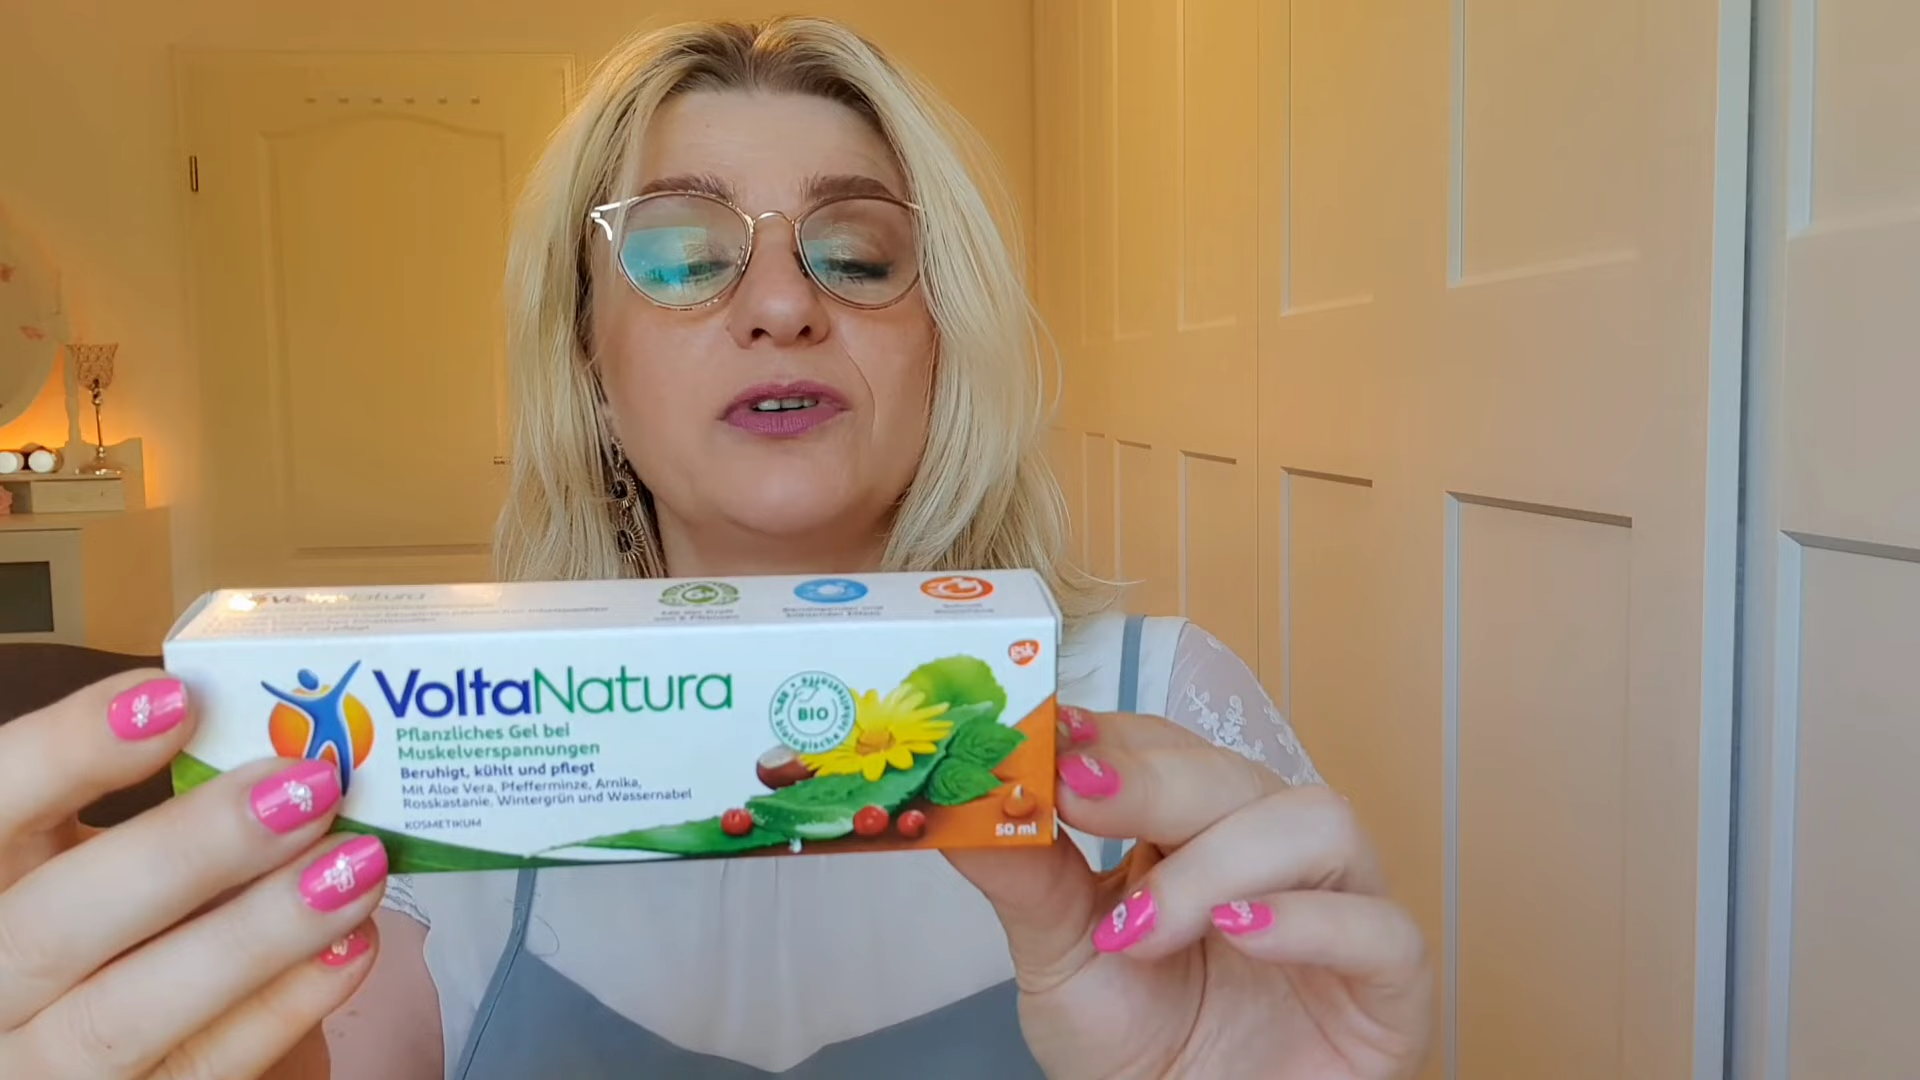 VoltaNatura
gsk
VoltaNatura
Pflanzliches Gel bei
Muskelverspannungen
Beruhigt, kühlt und pflegt
Mit Aloe Vera, Pfefferminze, Arnika,
Rosskastanie, Wintergrün und Wassernabel
KOSMETIKUM
BIO
50 ml